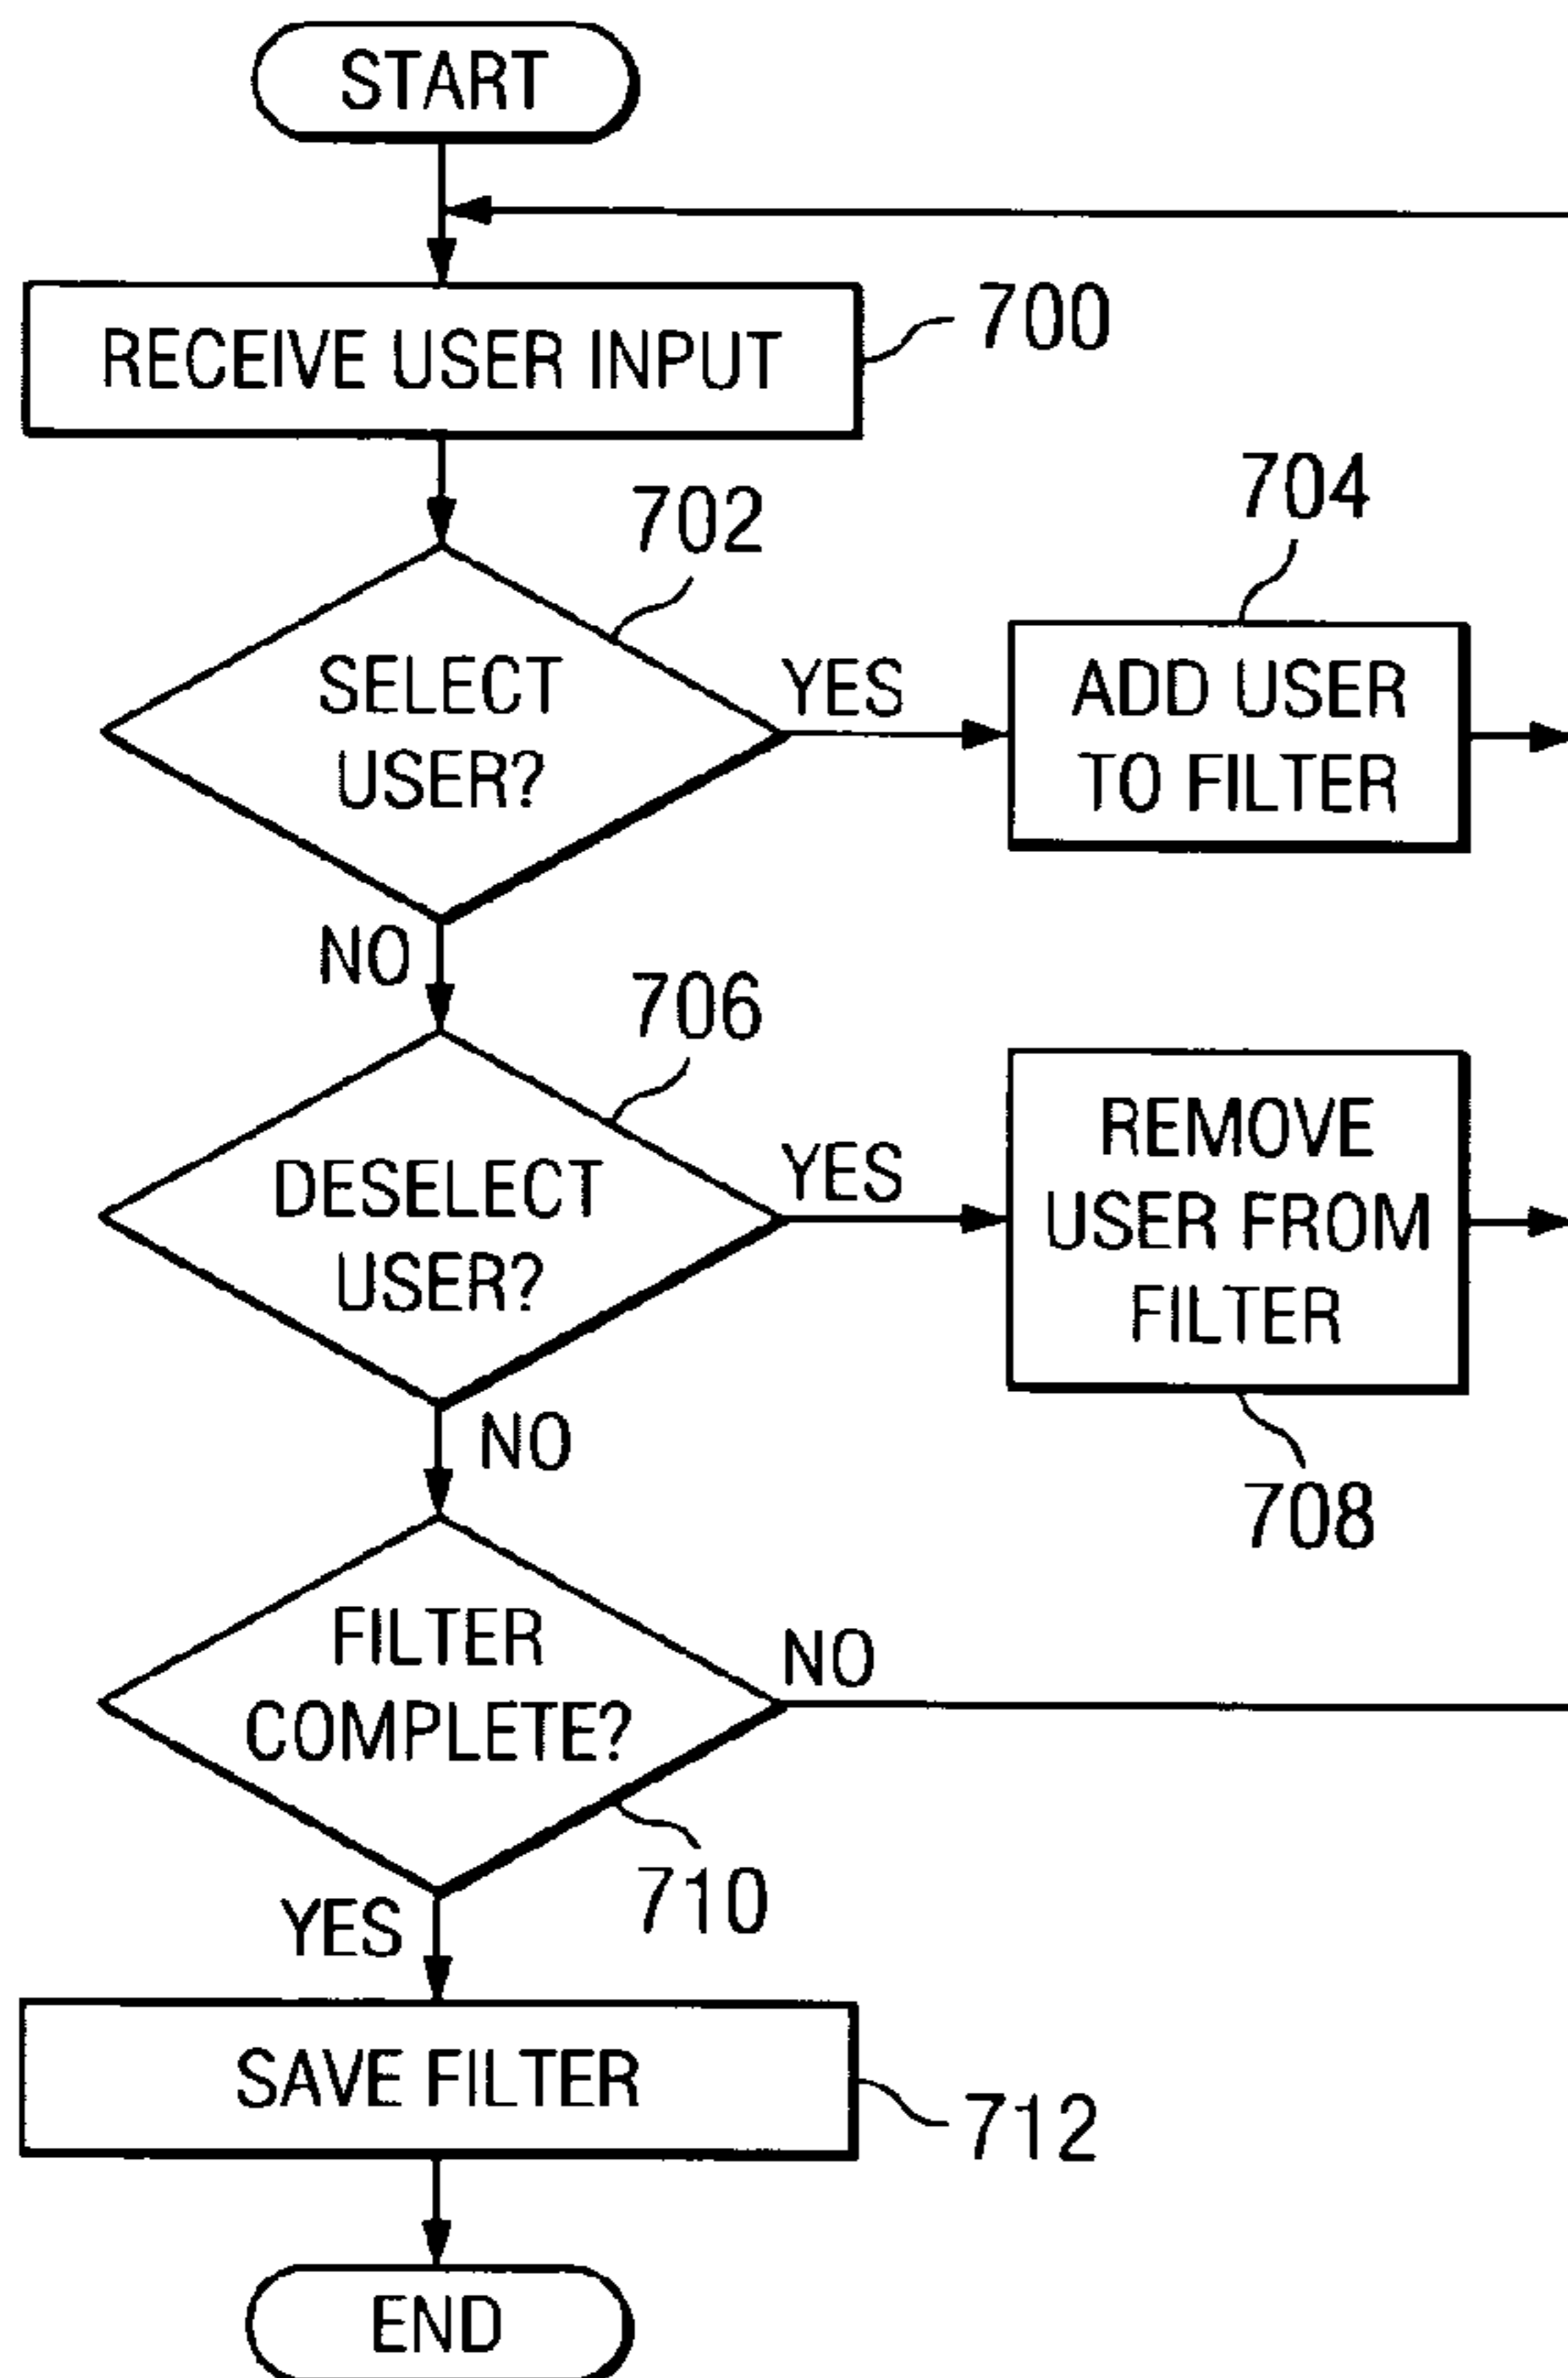 START
RECEIVE USER INPUT
700
702
704
SELECT
USER?
YES
ADD USER
TO FILTER
NO
706
DESELECT
USER?
YES
REMOVE
USER FROM
FILTER
NO
708
FILTER
COMPLETE?
NO
710
YES
SAVE FILTER
712
END